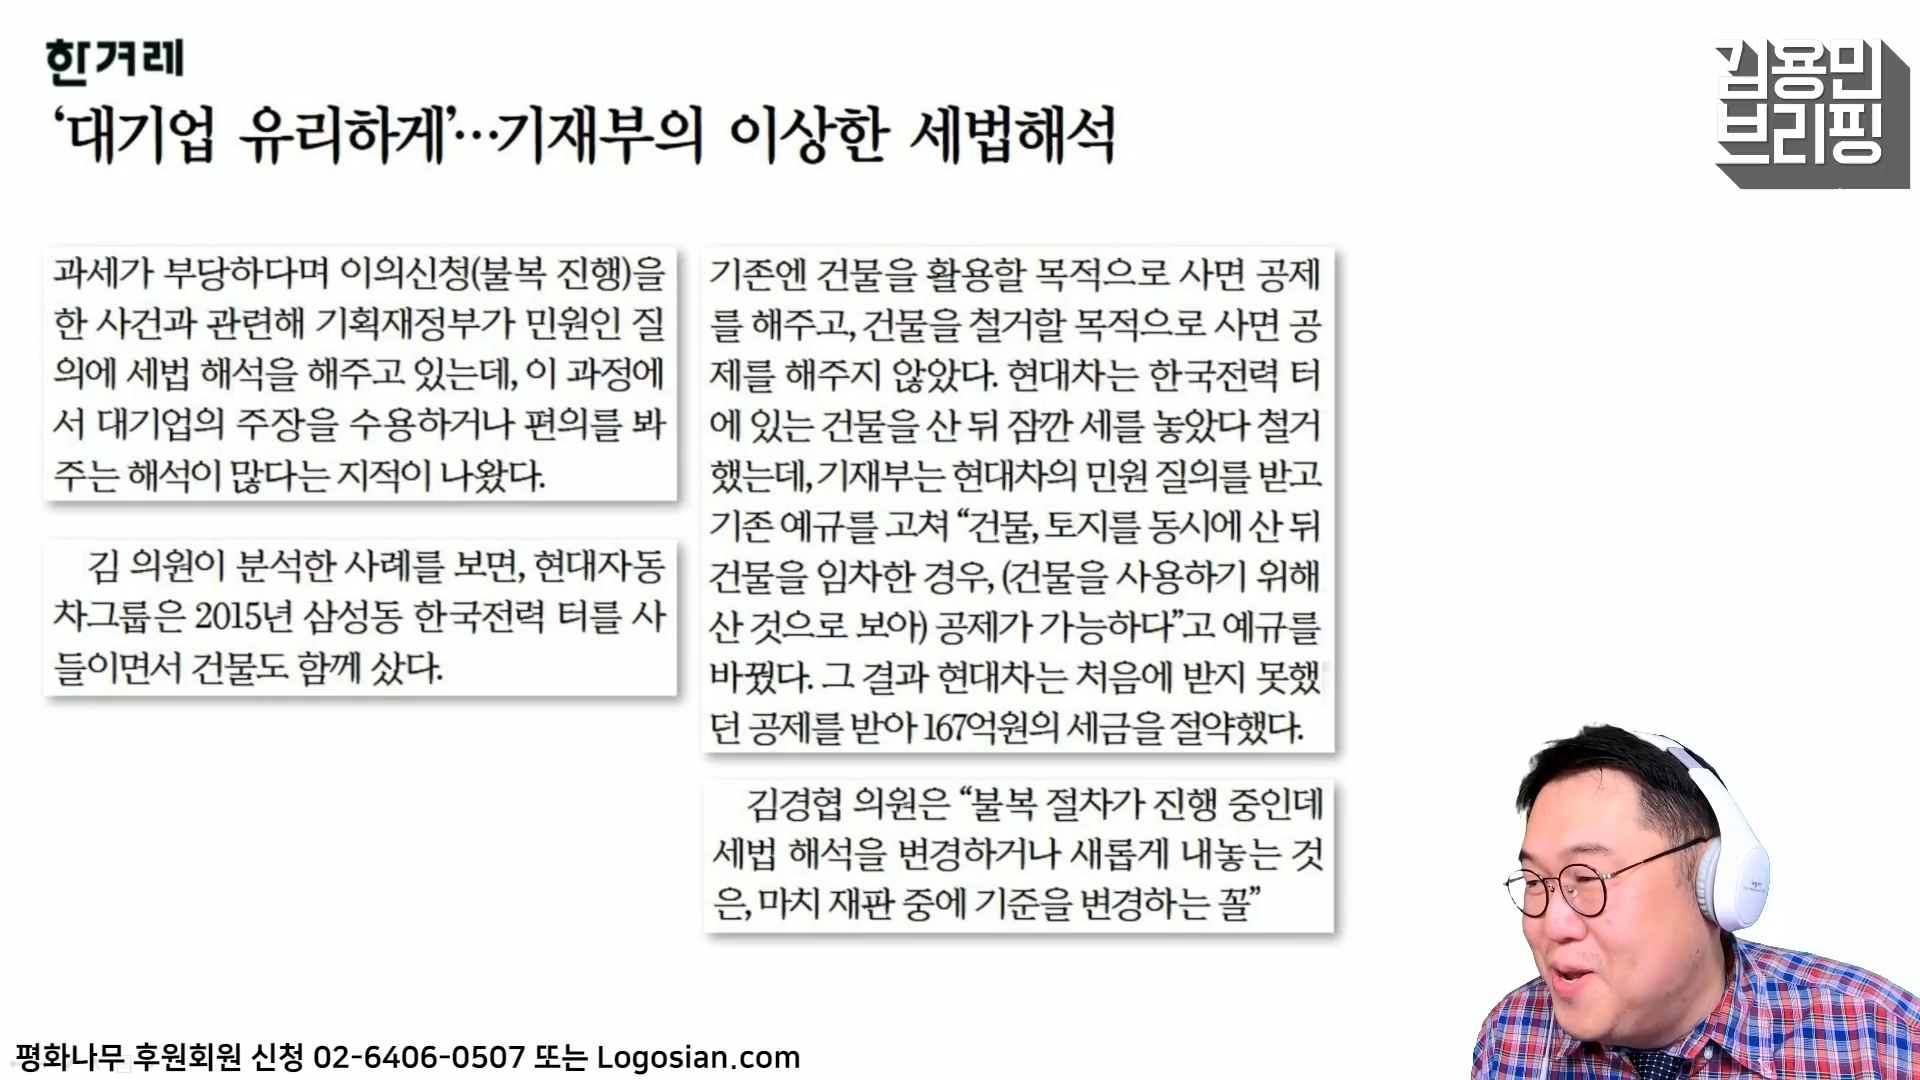 한겨레
‘대기업 유리하게’…기재부의 이상한 세법해석
김용민
브리핑
과세가 부당하다며 이의신청(불복 진행)을
한 사건과 관련해 기획재정부가 민원인 질
의에 세법 해석을 해주고 있는데, 이 과정에
서 대기업의 주장을 수용하거나 편의를 봐
주는 해석이 많다는 지적이 나왔다.
김 의원이 분석한 사례를 보면, 현대자동
차그룹은 2015년 삼성동 한국전력 터를 사
들이면서 건물도 함께 샀다.
기존엔 건물을 활용할 목적으로 사면 공제
를 해주고, 건물을 철거할 목적으로 사면 공
제를 해주지 않았다. 현대차는 한국전력 터
에 있는 건물을 산 뒤 잠깐 세를 놓았다 철거
했는데, 기재부는 현대차의 민원 질의를 받고
기존 예규를 고쳐 “건물, 토지를 동시에 산 뒤
건물을 임차한 경우, (건물을 사용하기 위해
산 것으로 보아) 공제가 가능하다”고 예규를
바꿨다. 그 결과 현대차는 처음에 받지 못했
던 공제를 받아 167억원의 세금을 절약했다.
김경협 의원은 “불복 절차가 진행 중인데
세법 해석을 변경하거나 새롭게 내놓는 것
은, 마치 재판 중에 기준을 변경하는 꼴”
평화나무 후원회원 신청 02-6406-0507 또는 Logosian.com